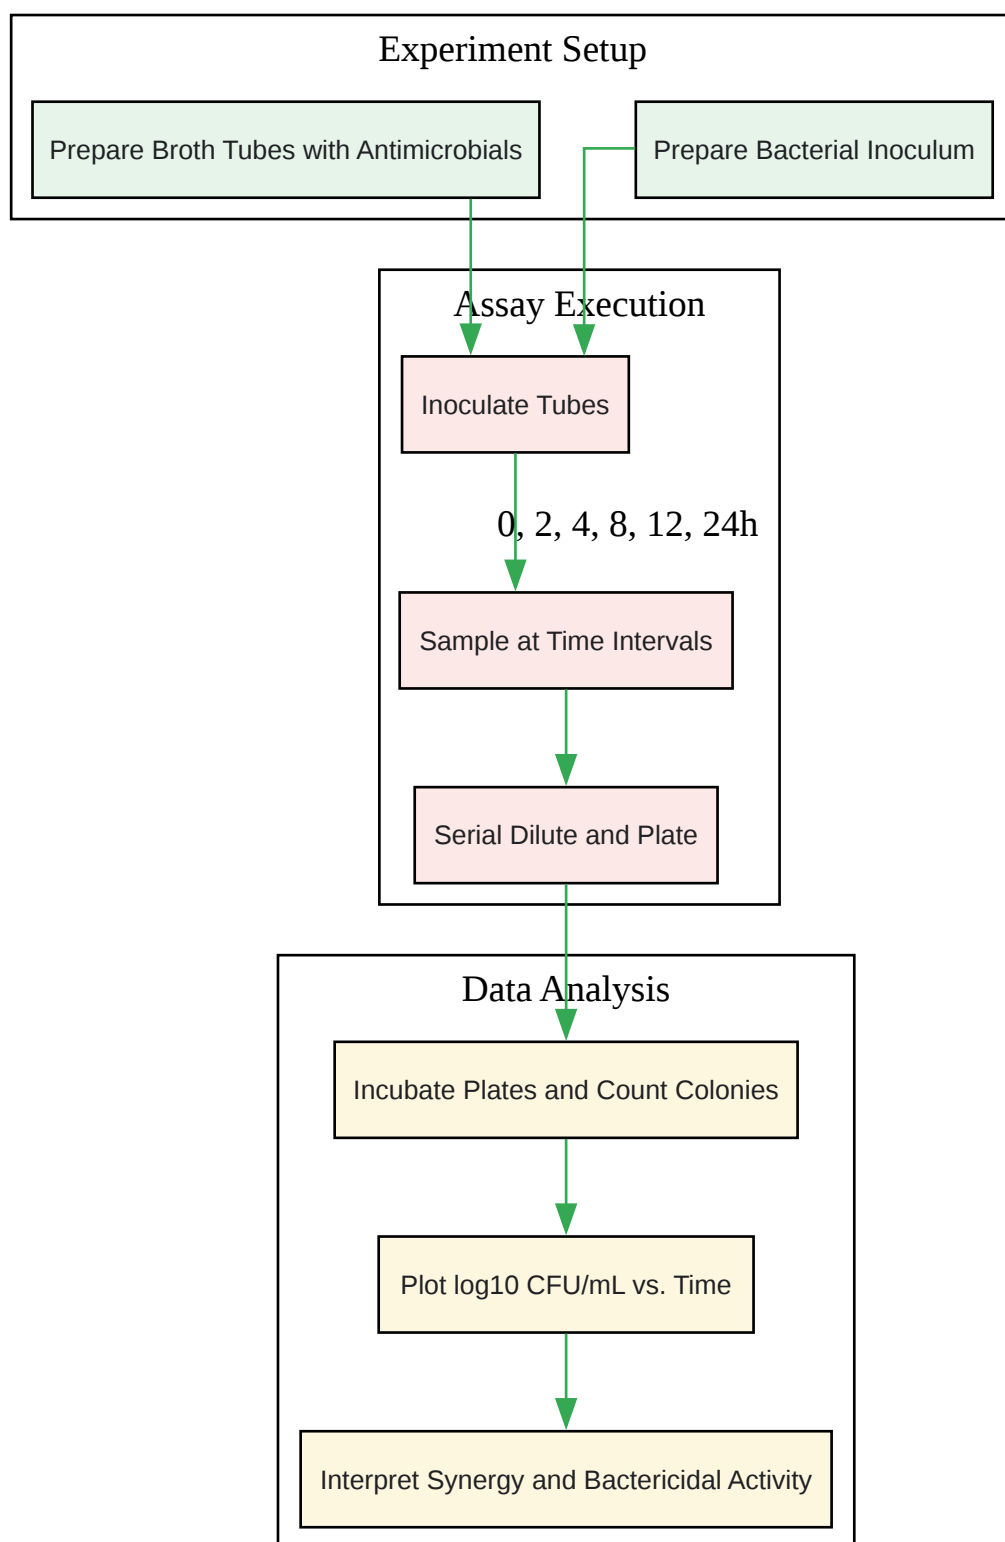 Experiment Setup
Prepare Broth Tubes with Antimicrobials
Prepare Bacterial Inoculum
Assay Execution
Inoculate Tubes
0, 2, 4, 8, 12, 24h
Sample at Time Intervals
Serial Dilute and Plate
Data Analysis
Incubate Plates and Count Colonies
Plot log10 CFU/mL vs. Time
Interpret Synergy and Bactericidal Activity